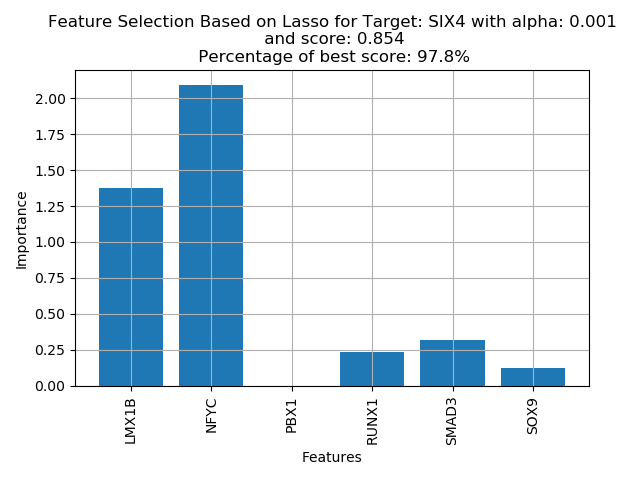 Feature Selection Based on Lasso for Target: SIX4 with alpha: 0.001
and score: 0.854
Percentage of best score: 97.8%
2.00
1.75
1.50
1.25
1.00
0.75
0.50
0.25
0.00
Importance
LMX1B
NFYC
PBX1
RUNX1
SMAD3
SOX9
Features